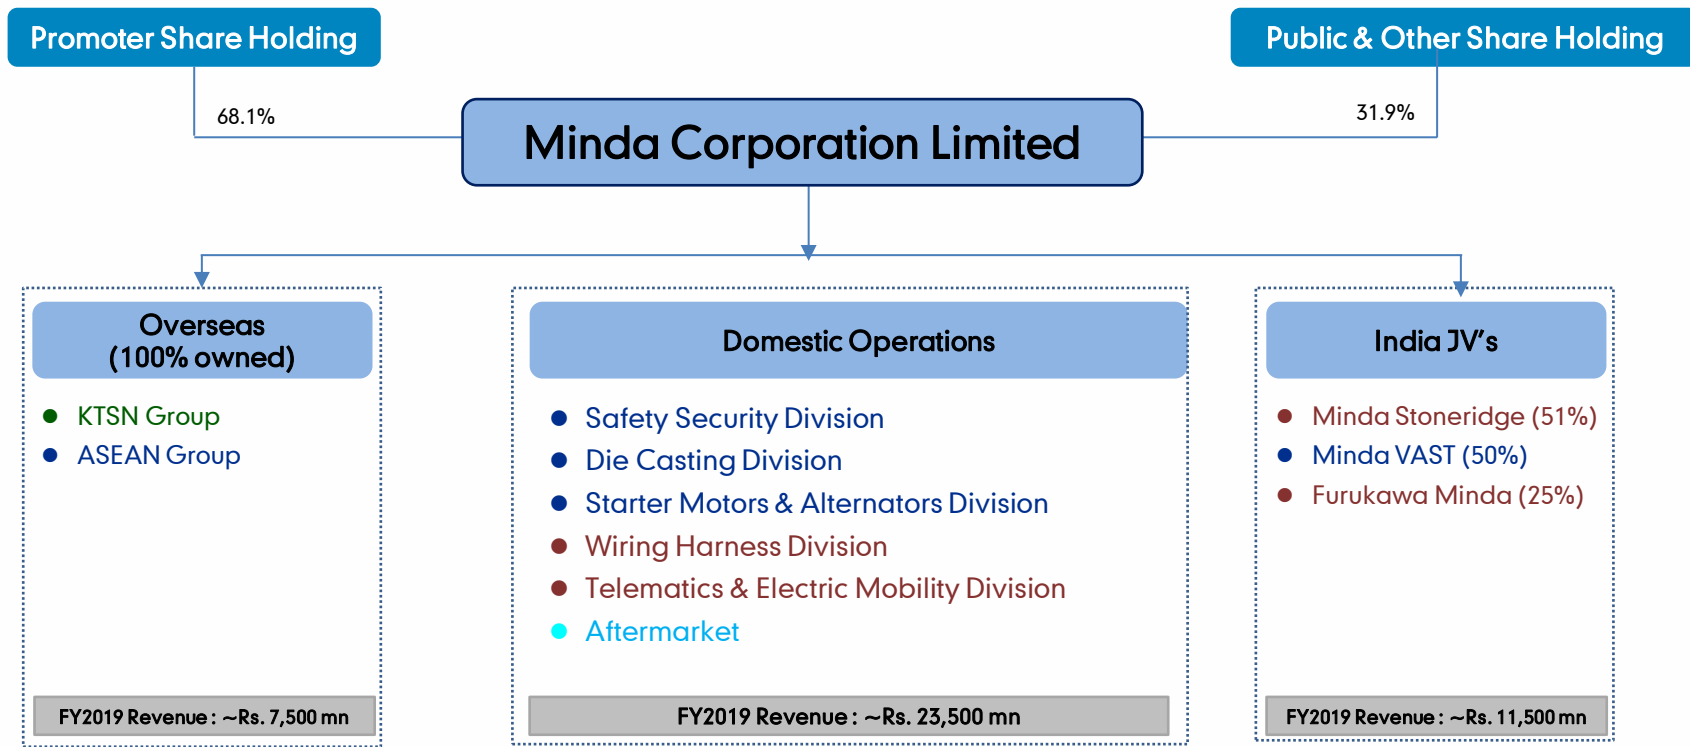 Promoter Share Holding
Public & Other Share Holding
68.1%
31.9%
Minda Corporation Limited
Overseas
(100% owned)
KTSN Group
ASEAN Group
FY2019 Revenue : ~Rs. 7,500 mn
Domestic Operations
Safety Security Division
Die Casting Division
Starter Motors & Alternators Division
Wiring Harness Division
Telematics & Electric Mobility Division
Aftermarket
FY2019 Revenue : ~Rs. 23,500 mn
India JV’s
Minda Stoneridge (51%)
Minda VAST (50%)
Furukawa Minda (25%)
FY2019 Revenue : ~Rs. 11,500 mn